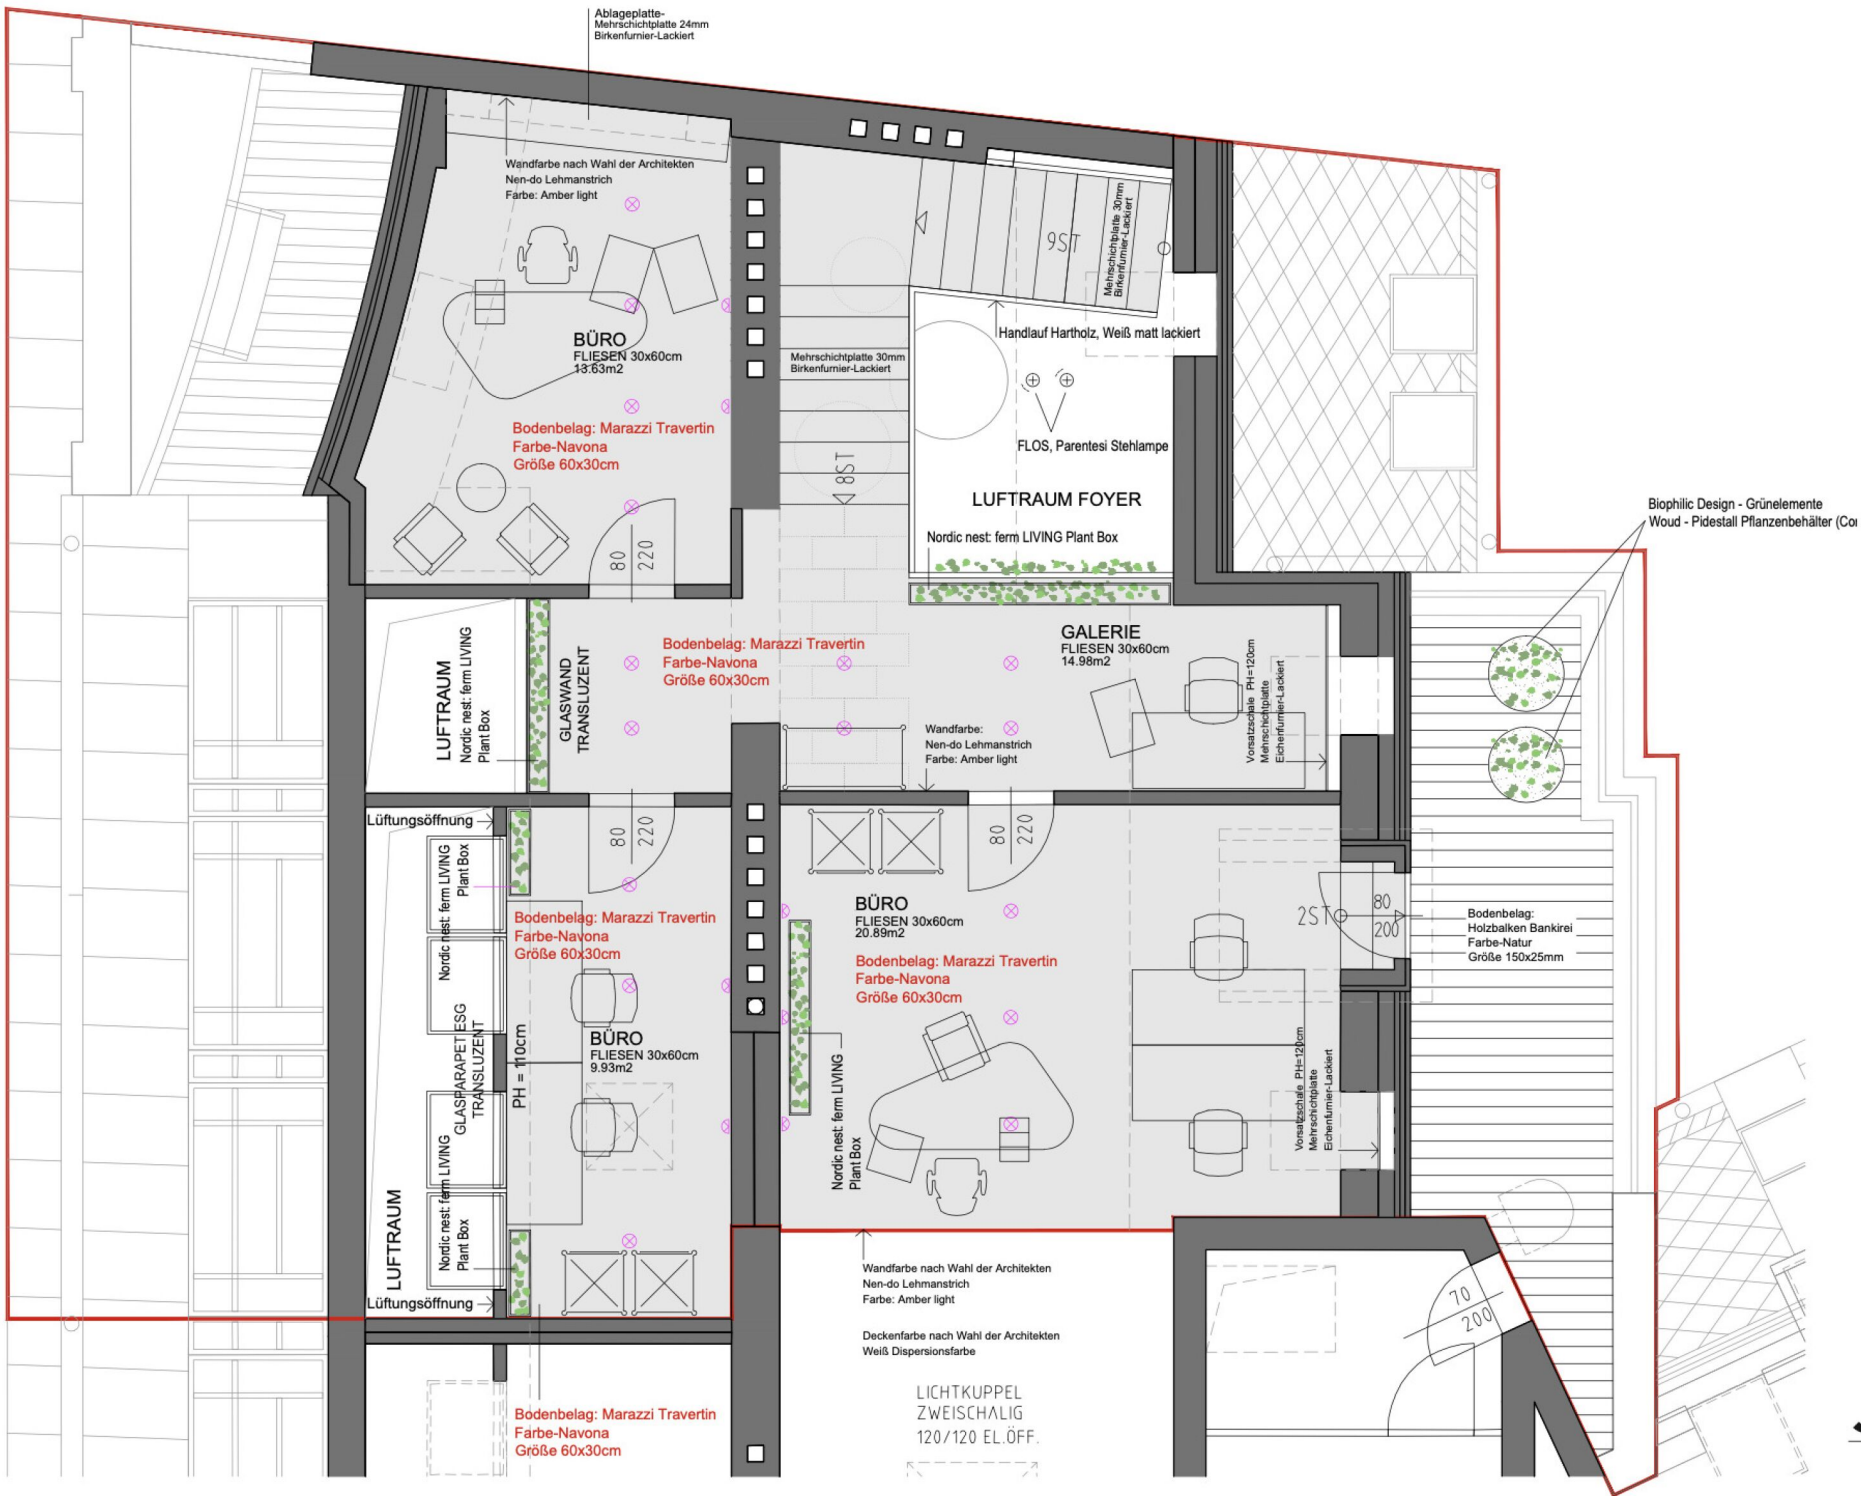 Ablageplatte-
Mehrschichtplatte 24mm
Birkenfurnier-Lackiert
Wandfarbe nach Wahl der Architekten
Nen-do Lehmanstrich
Farbe: Amber light
BÜRO
FLIESEN 30x60cm
13.63m2
Bodenbelag: Marazzi Travertin
Farbe-Navona
Größe 60x30cm
80
220
9ST
Mehrschichtplatte 30mm
Birkenfurnier-Lackiert
Handlauf Hartholz, Weiß matt lackiert
Mehrschichtplatte 30mm
Birkenfurnier-Lackiert
8ST
FLOS, Parentesi Stehlampe
LUFTRAUM FOYER
Nordic nest: ferm LIVING Plant Box
Biophilic Design - Grünelemente
Woud - Pidestall Pflanzenbehälter (Co
LUFTRAUM
Nordic nest: ferm LIVING
Plant Box
GLASWAND
TRANSLUZENT
Bodenbelag: Marazzi Travertin
Farbe-Navona
Größe 60x30cm
GALERIE
FLIESEN 30x60cm
14.98m2
Vorsatzschale PH=120cm
Mehrschichtplatte
Eichenfurnier-Lackiert
Wandfarbe:
Nen-do Lehmanstrich
Farbe: Amber light
Lüftungsöffnung
80
220
Nordic nest: ferm LIVING
Plant Box
Bodenbelag: Marazzi Travertin
Farbe-Navona
Größe 60x30cm
GLASPARAPET ESG
TRANSLUZENT
PH = 110cm
BÜRO
FLIESEN 30x60cm
9.93m2
LUFTRAUM
Nordic nest: ferm LIVING
Plant Box
Lüftungsöffnung
80
220
BÜRO
FLIESEN 30x60cm
20.89m2
Bodenbelag: Marazzi Travertin
Farbe-Navona
Größe 60x30cm
2ST
80
200
Bodenbelag:
Holzbalken Bankirei
Farbe-Natur
Größe 150x25mm
Nordic nest: ferm LIVING
Plant Box
Vorsatzschale PH=120cm
Mehrschichtplatte
Eichenfurnier-Lackiert
Wandfarbe nach Wahl der Architekten
Nen-do Lehmanstrich
Farbe: Amber light
Deckenfarbe nach Wahl der Architekten
Weiß Dispersionsfarbe
70
200
LICHTKUPPEL
ZWEISCHALIG
120/120 EL.ÖFF.
Bodenbelag: Marazzi Travertin
Farbe-Navona
Größe 60x30cm